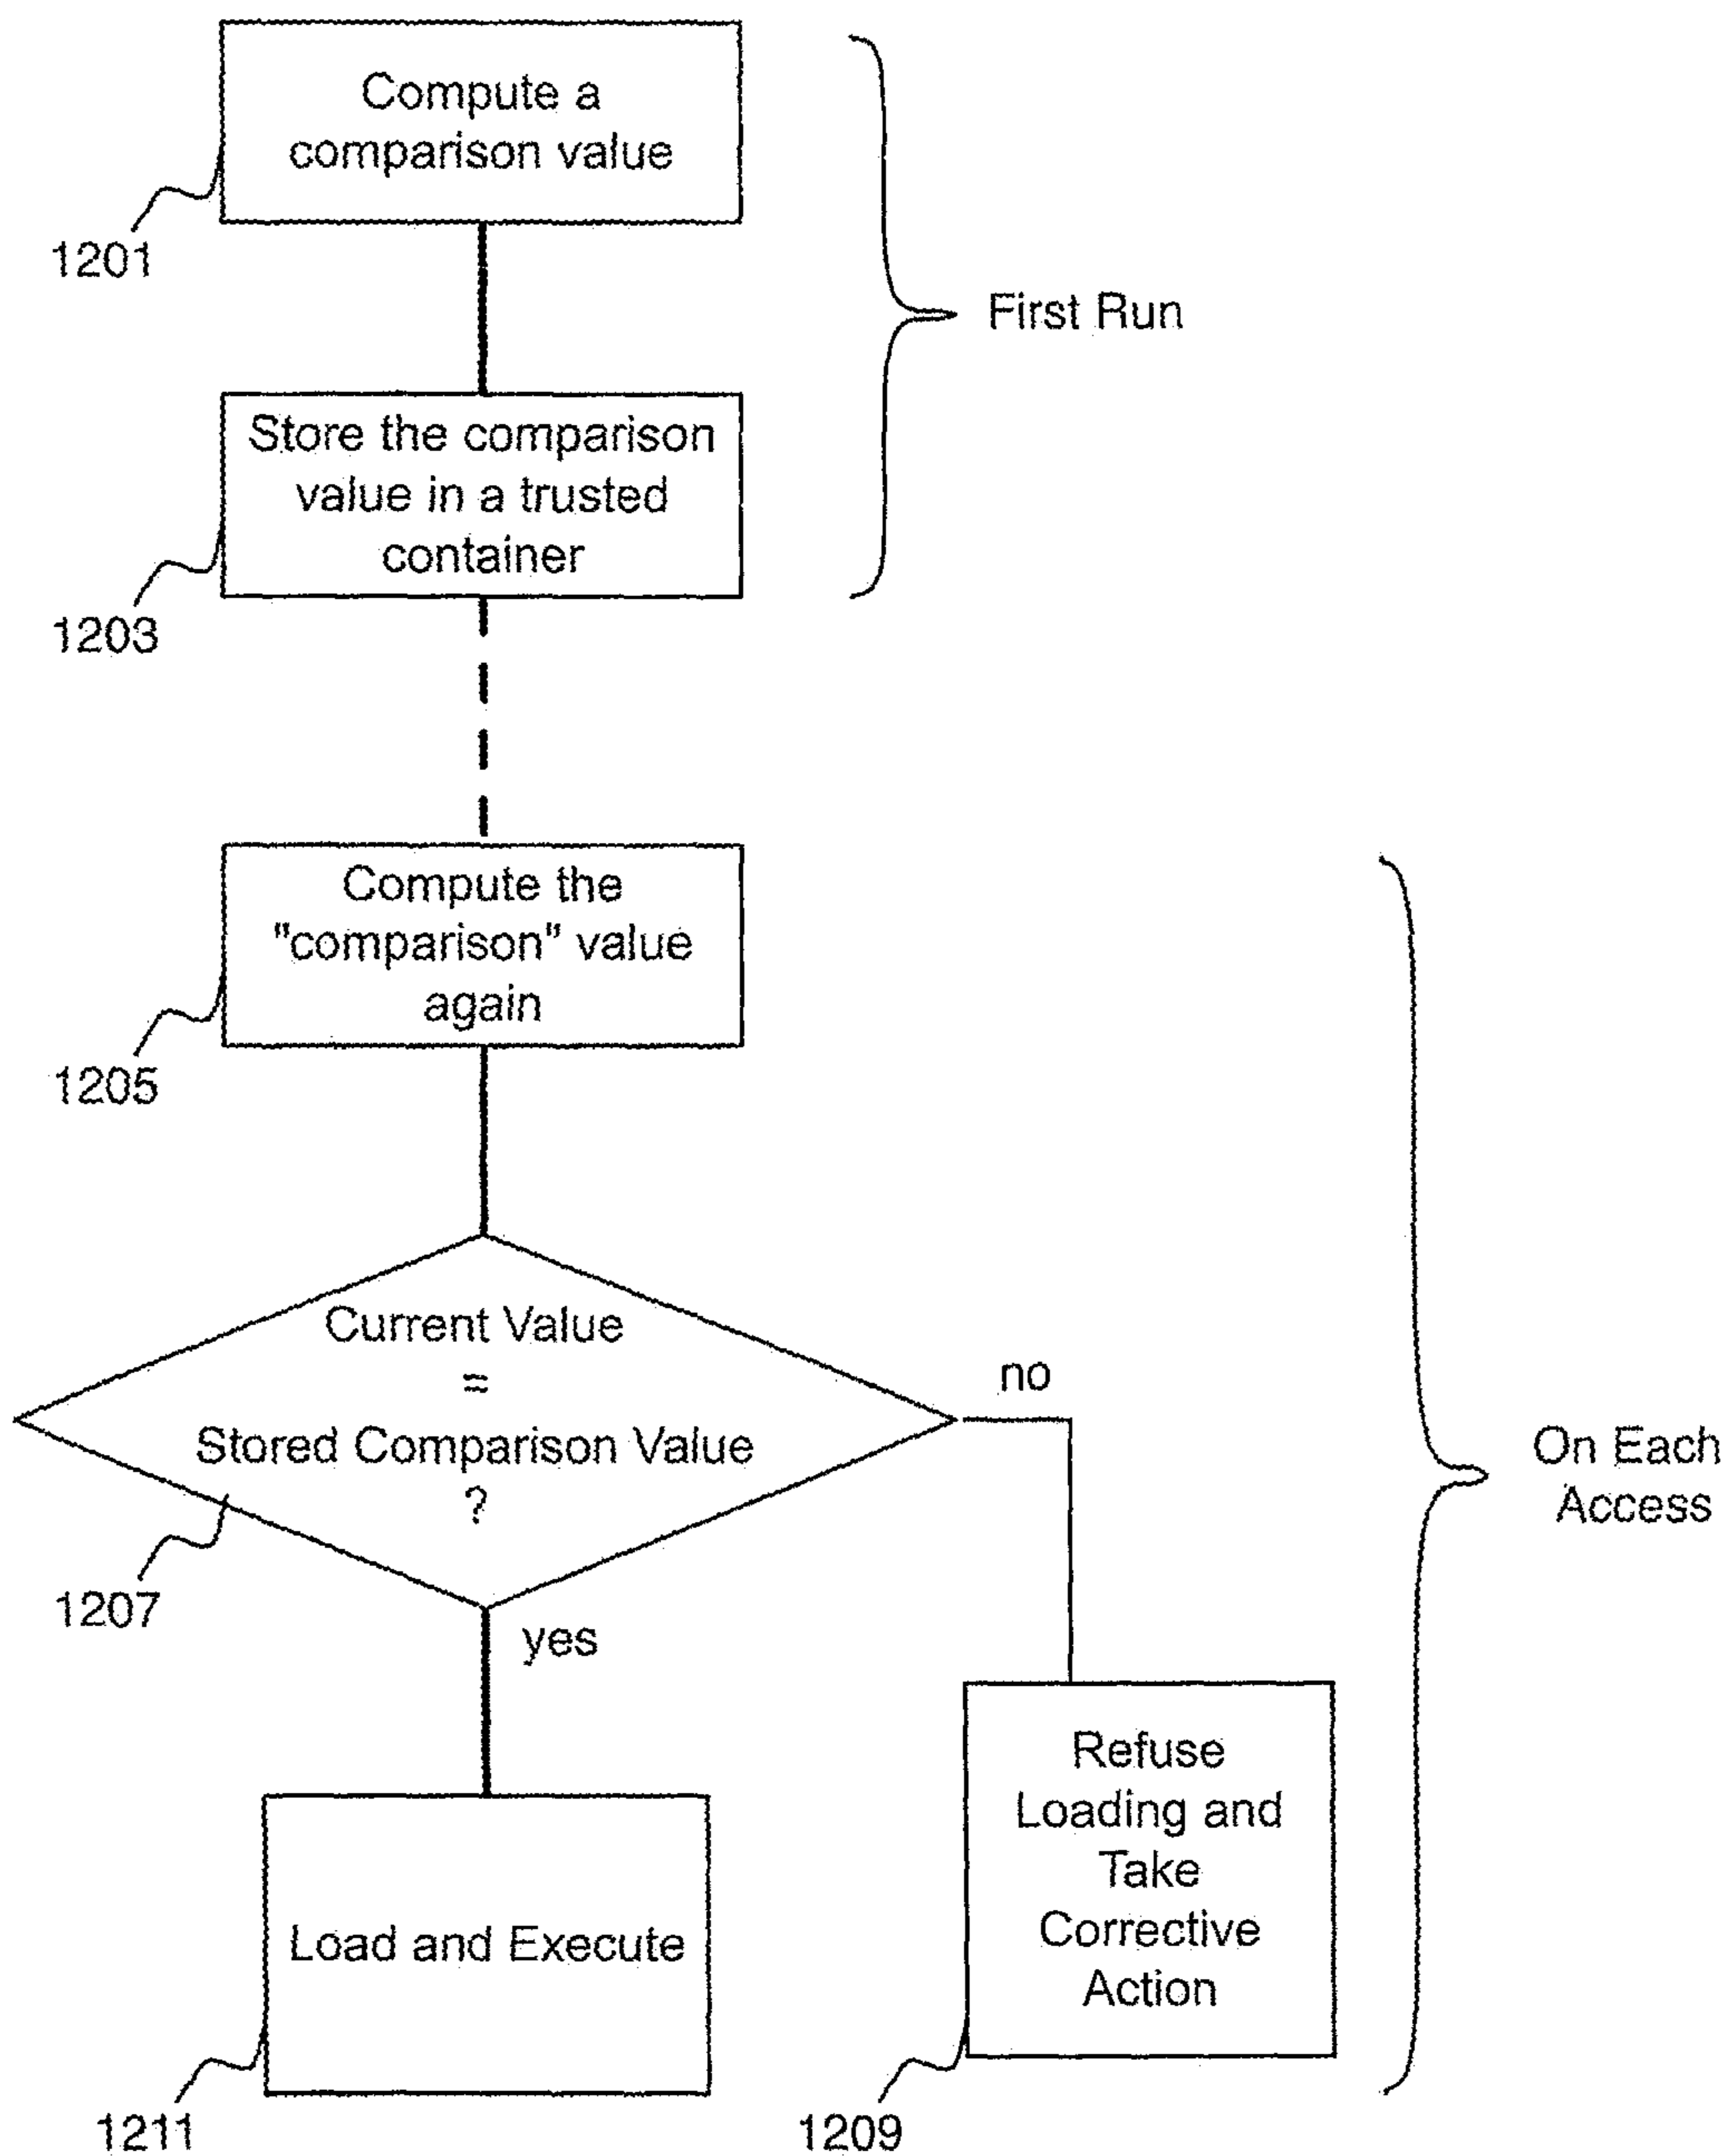 Compute a
comparison value
1201
First Run
Store the comparison
value in a trusted
container
1203
Compute the
"comparison" value
again
1205
Current Value
=
Stored Comparison Value
?
no
1207
yes
On Each
Access
Refuse
Loading and
Take
Corrective
Action
Load and Execute
1211
1209